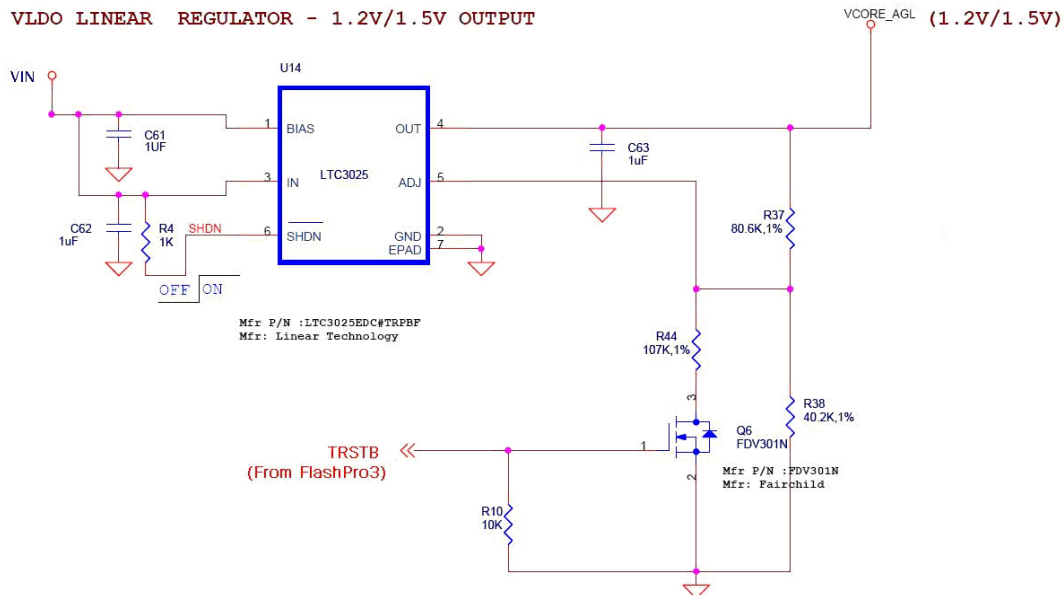 VLDO LINEAR REGULATOR - 1.2V/1.5V OUTPUT
VCORE_AGL (1.2V/1.5V)
VIN
U14
C61
1UF
1
BIAS
OUT
4
C63
1uF
LTC3025
3
IN
ADJ
5
C62
1uF
R4
1K
SHDN
6
SHDN
GND
2
EPAD
7
R37
80.6K,1%
OFF
ON
Mfr P/N :LTC3025EDC#TRPBF
Mfr: Linear Technology
R44
107K,1%
3
R38
40.2K,1%
Q6
FDV301N
1
TRSTB
(From FlashPro3)
Mfr P/N :FDV301N
Mfr: Fairchild
2
R10
10K